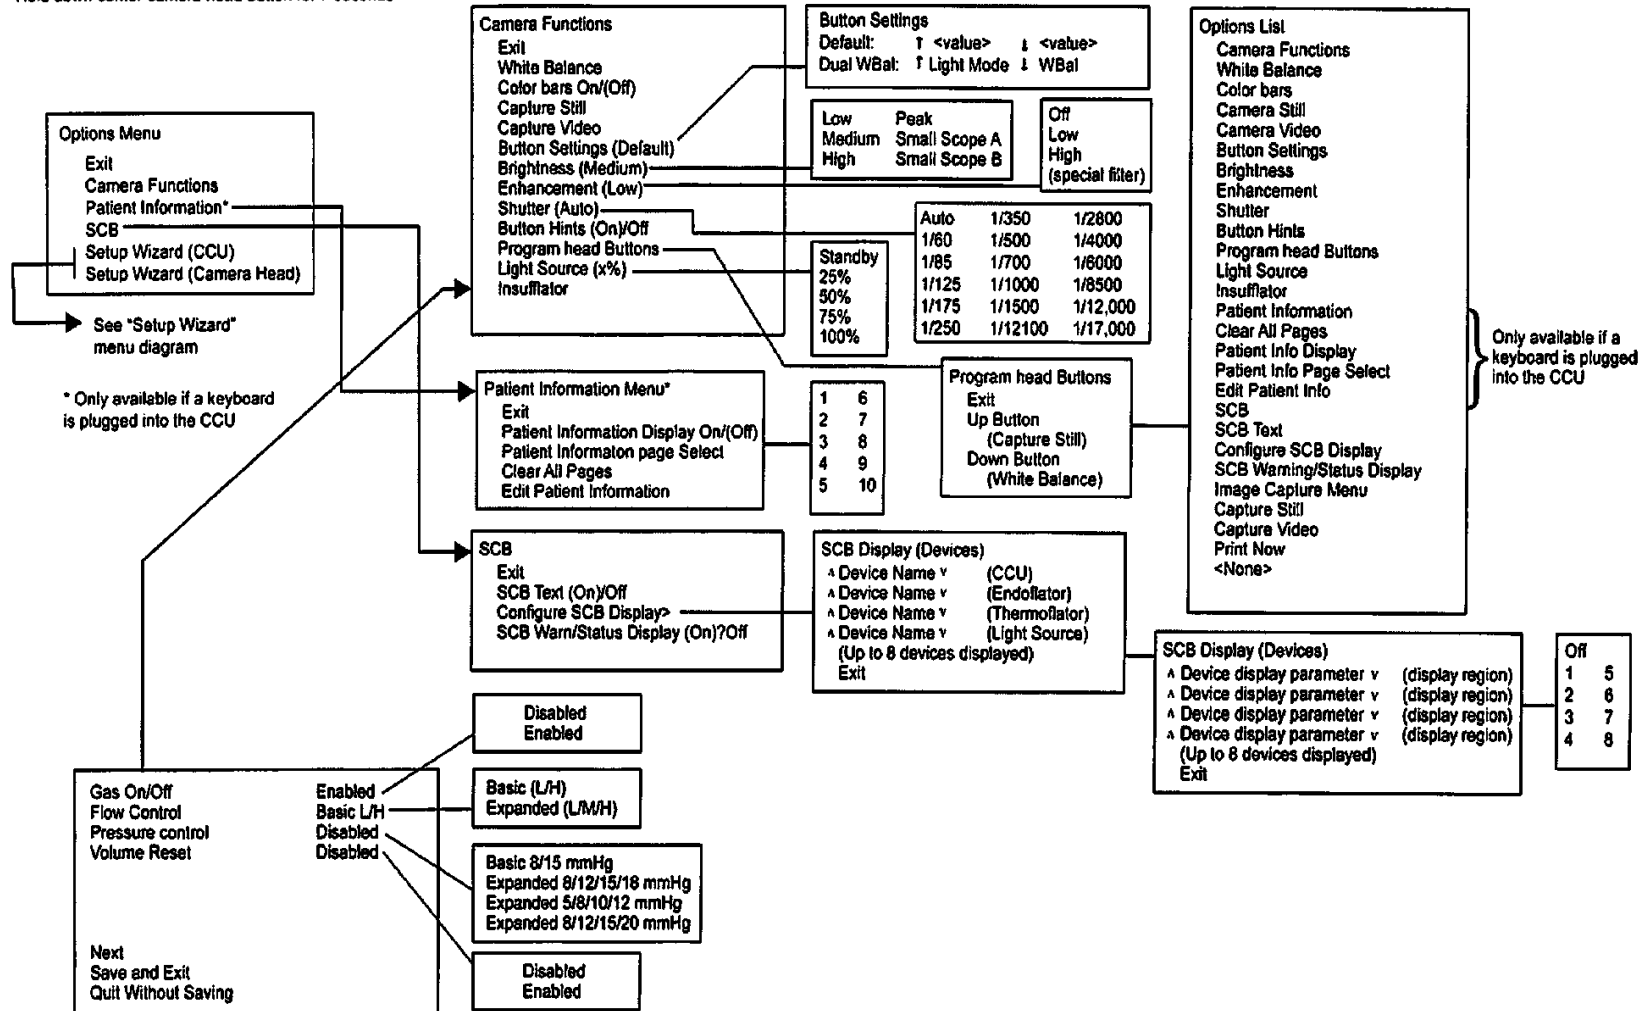 Options Menu
Exit
Camera Functions
Patient Information*
SCB
Setup Wizard (CCU)
Setup Wizard (Camera Head)
See "Setup Wizard"
menu diagram
* Only available if a keyboard
is plugged into the CCU
Camera Functions
Exit
White Balance
Color bars On/(Off)
Capture Still
Capture Video
Button Settings (Default)
Brightness (Medium)
Enhancement (Low)
Shutter (Auto)
Button Hints (On)/Off
Program head Buttons
Light Source (x%)
Insufflator
Button Settings
Default: ↑ <value> ↓ <value>
Dual WBal: ↑ Light Mode ↓ WBal
Low Peak
Medium Small Scope A
High Small Scope B
Off
Low
High
(special filter)
Auto 1/350 1/2800
1/60 1/500 1/4000
1/85 1/700 1/6000
1/125 1/1000 1/8500
1/175 1/1500 1/12,000
1/250 1/12100 1/17,000
Standby
25%
50%
75%
100%
Program head Buttons
Exit
Up Button
(Capture Still)
Down Button
(White Balance)
Options List
Camera Functions
White Balance
Color bars
Camera Still
Camera Video
Button Settings
Brightness
Enhancement
Shutter
Button Hints
Program head Buttons
Light Source
Insufflator
Patient Information
Clear All Pages
Patient Info Display
Patient Info Page Select
Edit Patient Info
SCB
SCB Text
Configure SCB Display
SCB Warning/Status Display
Image Capture Menu
Capture Still
Capture Video
Print Now
<None>
Only available if a
keyboard is plugged
into the CCU
Patient Information Menu*
Exit
Patient Information Display On/(Off)
Patient Informaton page Select
Clear All Pages
Edit Patient Information
1 6
2 7
3 8
4 9
5 10
SCB
Exit
SCB Text (On)/Off
Configure SCB Display>
SCB Warn/Status Display (On)?Off
SCB Display (Devices)
∧ Device Name ∨ (CCU)
∧ Device Name ∨ (Endoflator)
∧ Device Name ∨ (Thermoflator)
∧ Device Name ∨ (Light Source)
(Up to 8 devices displayed)
Exit
SCB Display (Devices)
∧ Device display parameter ∨ (display region)
∧ Device display parameter ∨ (display region)
∧ Device display parameter ∨ (display region)
∧ Device display parameter ∨ (display region)
(Up to 8 devices displayed)
Exit
Off
1 5
2 6
3 7
4 8
Gas On/Off Enabled
Flow Control Basic L/H
Pressure control Disabled
Volume Reset Disabled
Next
Save and Exit
Quit Without Saving
Disabled
Enabled
Basic (L/H)
Expanded (L/M/H)
Basic 8/15 mmHg
Expanded 8/12/15/18 mmHg
Expanded 5/8/10/12 mmHg
Expanded 8/12/15/20 mmHg
Disabled
Enabled